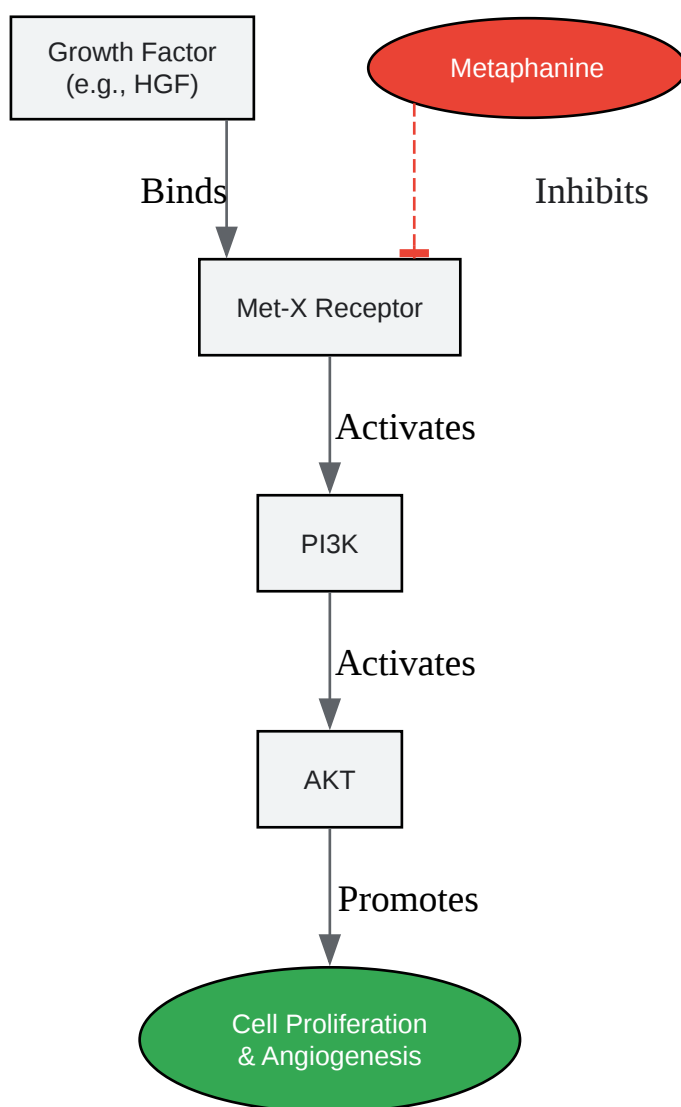 Growth Factor
(e.g., HGF)
Metaphanine
Binds
Inhibits
Met-X Receptor
Activates
PI3K
Activates
AKT
Promotes
Cell Proliferation
& Angiogenesis